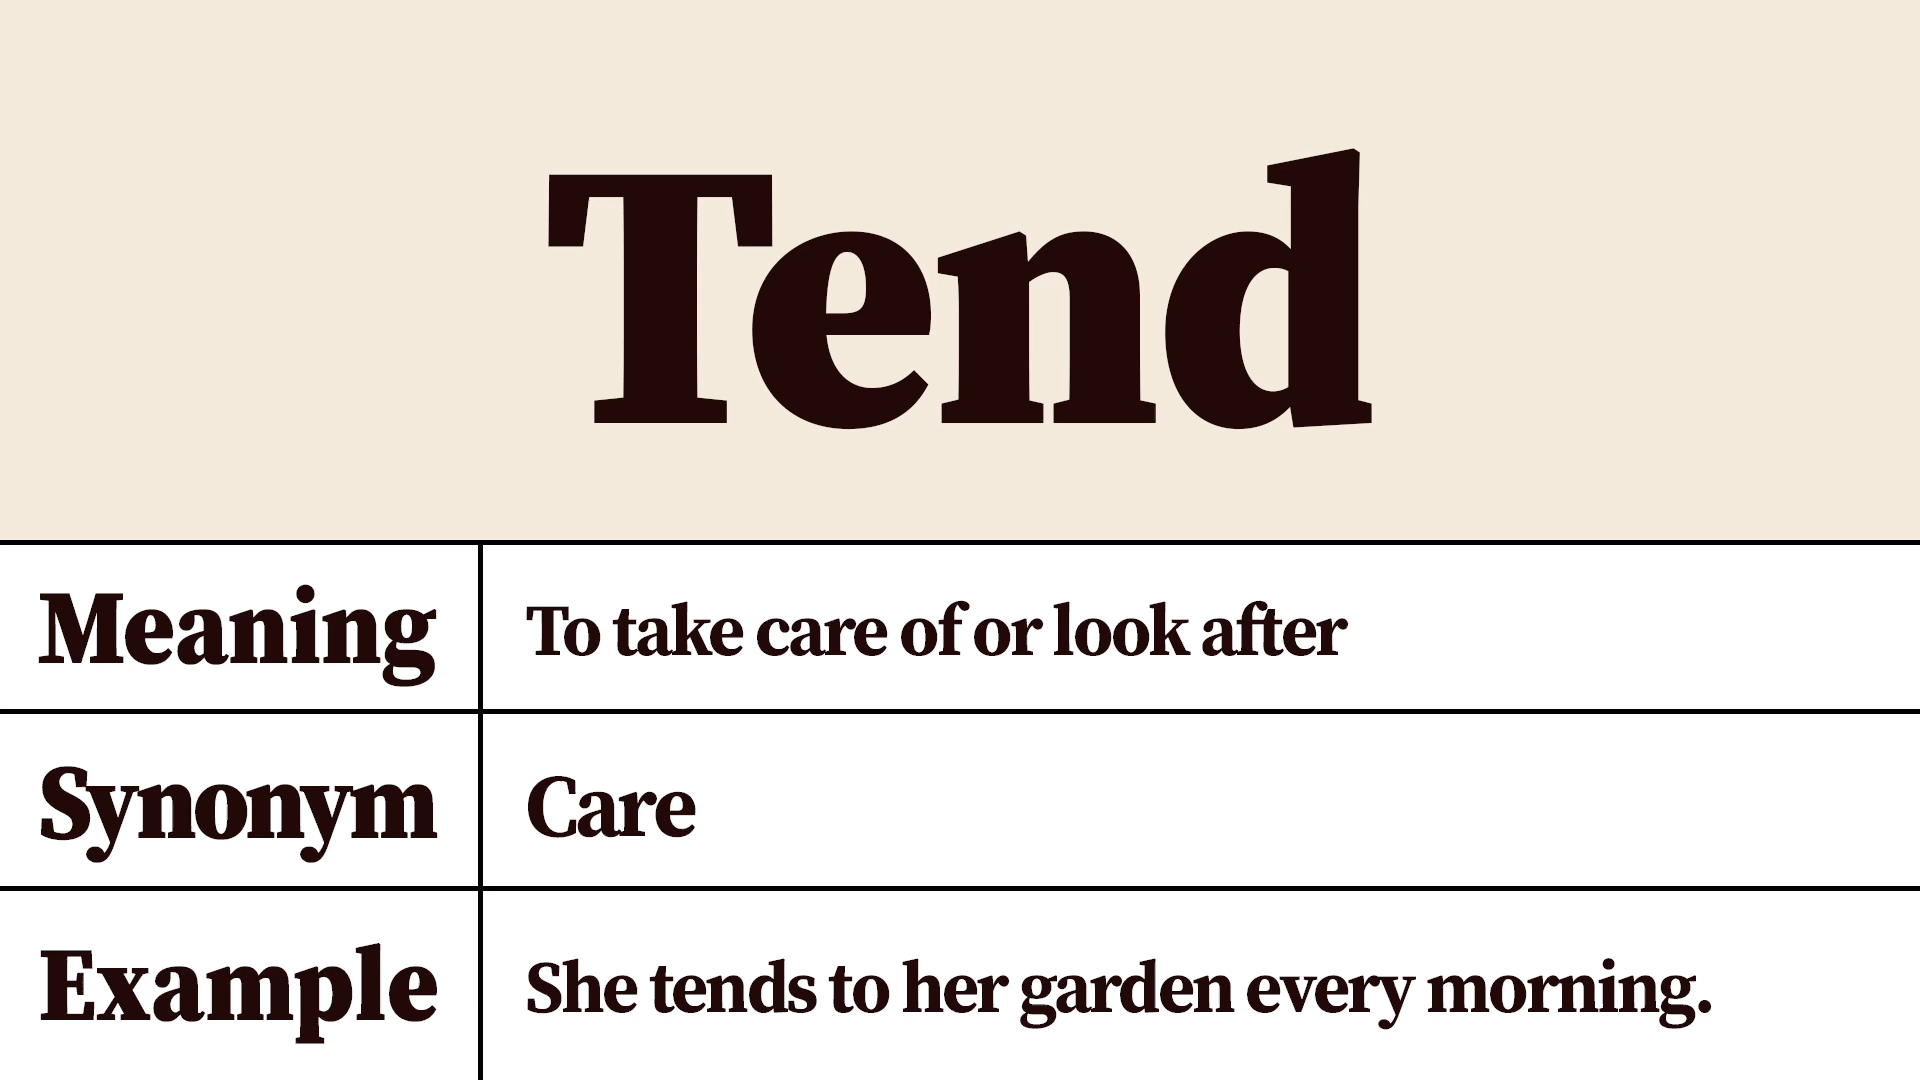 Tend
Meaning
To take care of or look after
Synonym
Care
Example
She tends to her garden every morning.